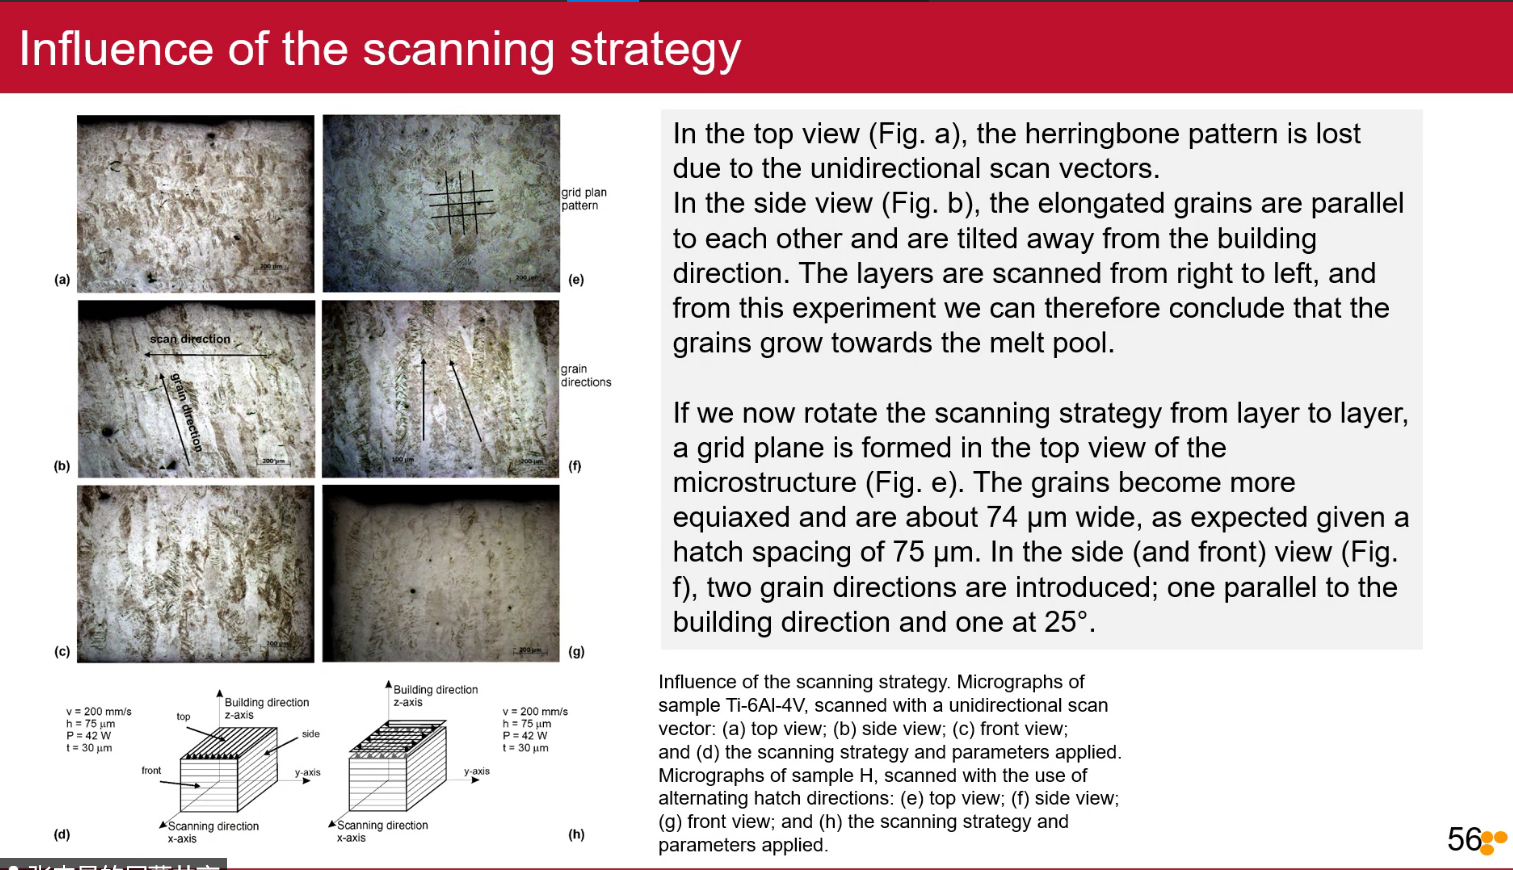 Influence of the scanning strategy
200 µm
(a)
grid plan
pattern
200 µm
(e)
scan direction
grain direction
200 µm
(b)
grain
directions
100 µm
200 µm
(f)
(c)
200 µm
(g)
v = 200 mm/s
h = 75 µm
P = 42 W
t = 30 µm
top
Building direction
z-axis
side
front
y-axis
Scanning direction
x-axis
(d)
Building direction
z-axis
v = 200 mm/s
h = 75 µm
P = 42 W
t = 30 µm
y-axis
Scanning direction
x-axis
(h)
In the top view (Fig. a), the herringbone pattern is lost
due to the unidirectional scan vectors.
In the side view (Fig. b), the elongated grains are parallel
to each other and are tilted away from the building
direction. The layers are scanned from right to left, and
from this experiment we can therefore conclude that the
grains grow towards the melt pool.
If we now rotate the scanning strategy from layer to layer,
a grid plane is formed in the top view of the
microstructure (Fig. e). The grains become more
equiaxed and are about 74 µm wide, as expected given a
hatch spacing of 75 µm. In the side (and front) view (Fig.
f), two grain directions are introduced; one parallel to the
building direction and one at 25°.
Influence of the scanning strategy. Micrographs of
sample Ti-6Al-4V, scanned with a unidirectional scan
vector: (a) top view; (b) side view; (c) front view;
and (d) the scanning strategy and parameters applied.
Micrographs of sample H, scanned with the use of
alternating hatch directions: (e) top view; (f) side view;
(g) front view; and (h) the scanning strategy and
parameters applied.
56